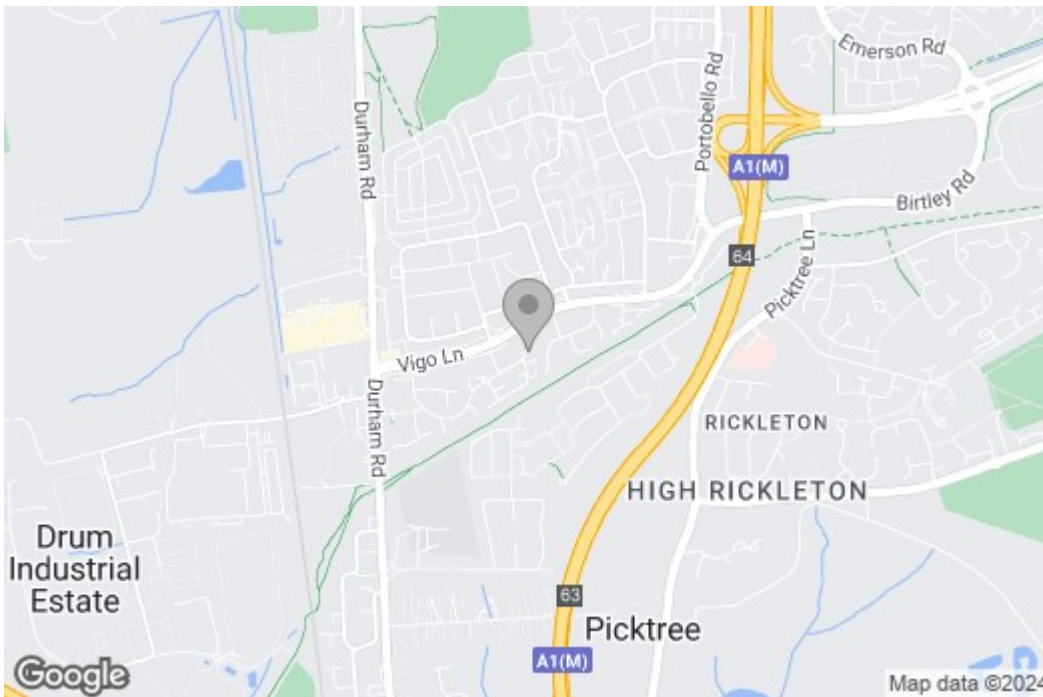 Emerson Rd
Portobello Rd
Durham Rd
A1(M)
Birtley Rd
64
Picktree Ln
Vigo Ln
Durham Rd
RICKLETON
HIGH RICKLETON
Drum
Industrial
Estate
63
Picktree
A1(M)
Google
Map data ©2024